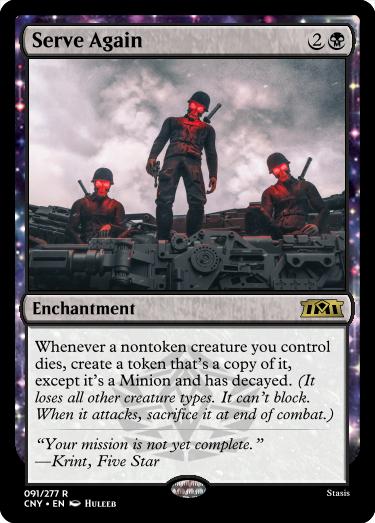 Serve Again 2
Enchantment
Whenever a nontoken creature you control
dies, create a token that's a copy of it,
except it's a Minion and has decayed. (It
loses all other creature types. It can't block.
When it attacks, sacrifice it at end of combat.)
"Your mission is not yet complete."
—Krint, Five Star
091/277 R Stasis
CNY • EN Huleeb